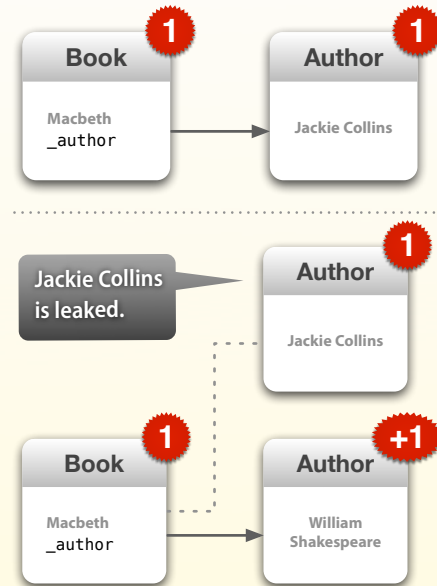 1
1
Book
Author
Macbeth
_author
Jackie Collins
1
Jackie Collins
is leaked.
Author
Jackie Collins
1
+1
Book
Author
Macbeth
_author
William
Shakespeare